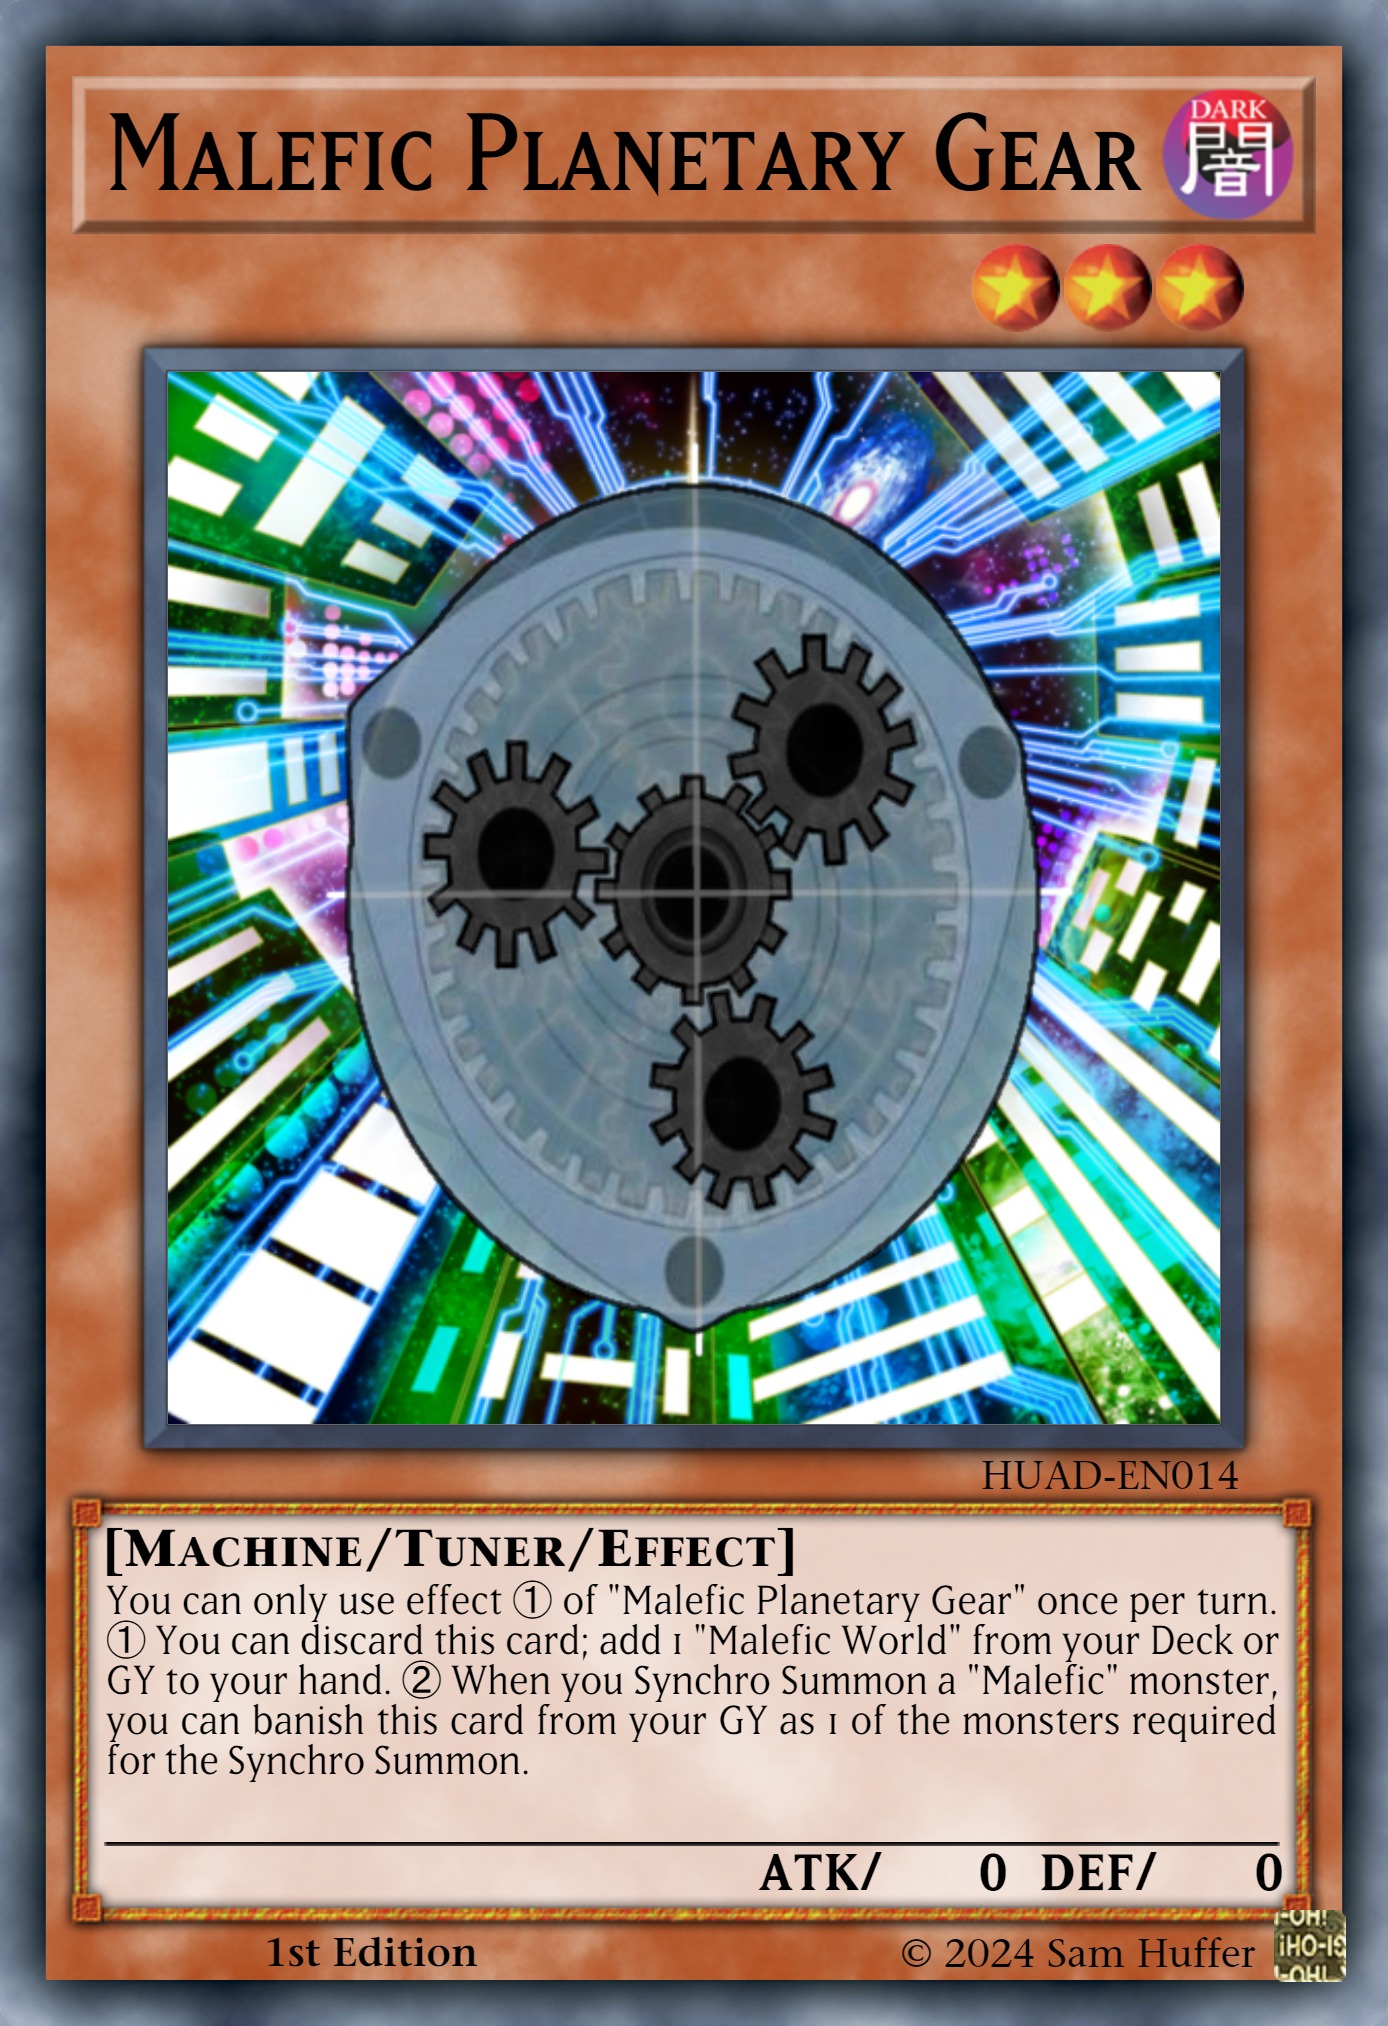 Malefic Planetary Gear
DARK
闇
HUAD-EN014
[Machine/Tuner/Effect]
You can only use effect ① of "Malefic Planetary Gear" once per turn.
① You can discard this card; add 1 "Malefic World" from your Deck or
GY to your hand. ② When you Synchro Summon a "Malefic" monster,
you can banish this card from your GY as 1 of the monsters required
for the Synchro Summon.
ATK/ 0 DEF/ 0
1st Edition
© 2024 Sam Huffer